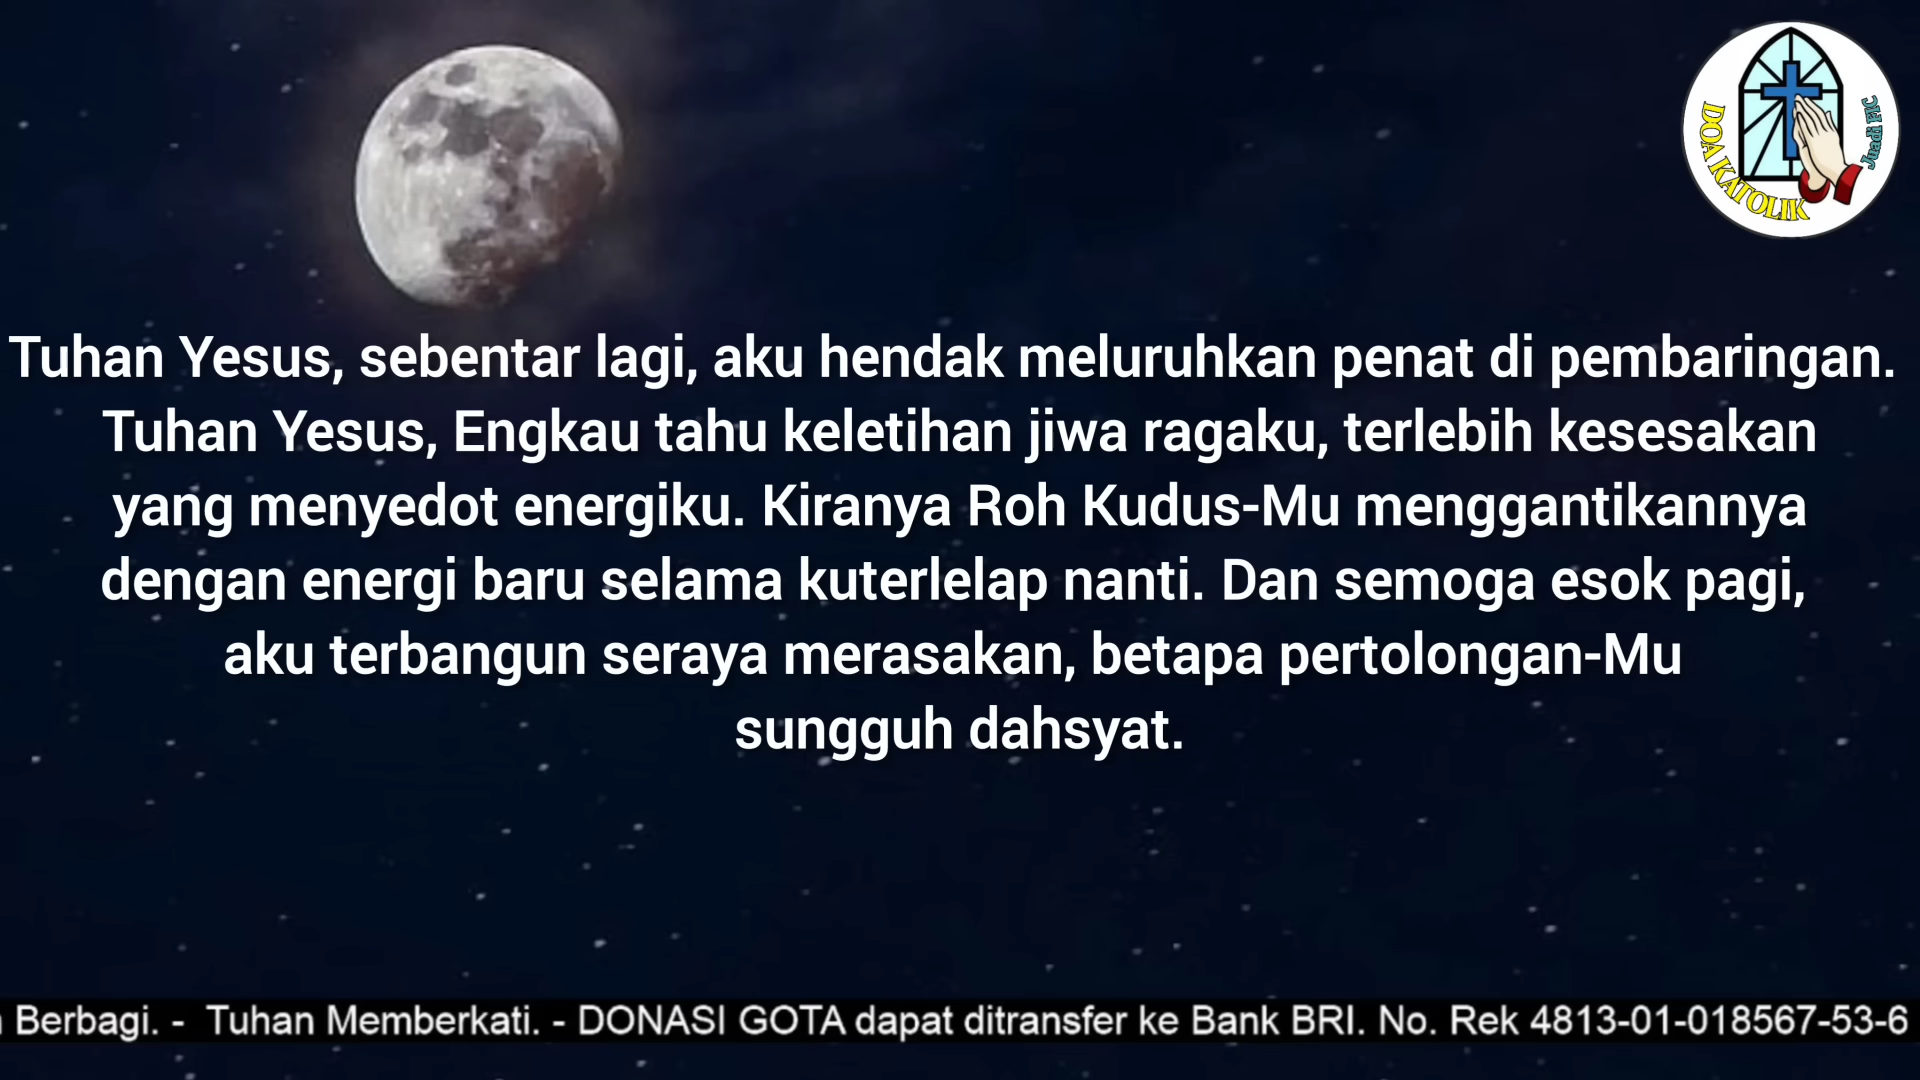 DOA KATOLIK
Juadi FIC
Tuhan Yesus, sebentar lagi, aku hendak meluruhkan penat di pembaringan.
Tuhan Yesus, Engkau tahu keletihan jiwa ragaku, terlebih kesesakan
yang menyedot energiku. Kiranya Roh Kudus-Mu menggantikannya
dengan energi baru selama kuterlelap nanti. Dan semoga esok pagi,
aku terbangun seraya merasakan, betapa pertolongan-Mu
sungguh dahsyat.
Berbagi. - Tuhan Memberkati. - DONASI GOTA dapat ditransfer ke Bank BRI. No. Rek 4813-01-018567-53-6